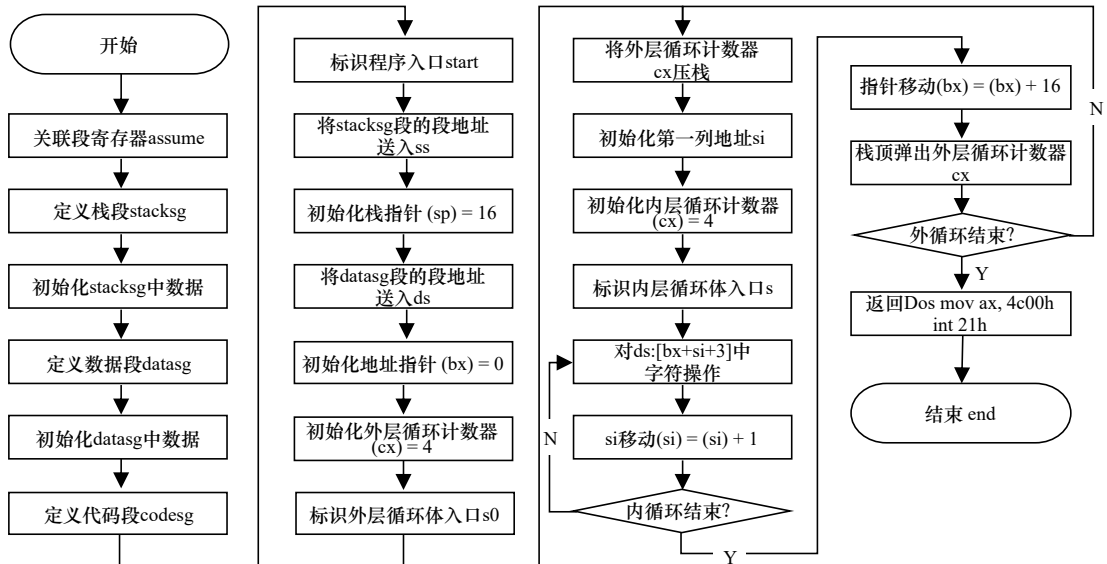 开始
关联段寄存器assume
定义栈段stacksg
初始化stacksg中数据
定义数据段datasg
初始化datasg中数据
定义代码段codesg
标识程序入口start
将stacksg段的段地址
送入ss
初始化栈指针 (sp) = 16
将datasg段的段地址
送入ds
初始化地址指针 (bx) = 0
初始化外层循环计数器
(cx) = 4
标识外层循环体入口s0
将外层循环计数器
cx压栈
初始化第一列地址si
初始化内层循环计数器
(cx) = 4
标识内层循环体入口s
对ds:[bx+si+3]中
字符操作
N
si移动(si) = (si) + 1
内循环结束?
Y
指针移动(bx) = (bx) + 16
N
栈顶弹出外层循环计数器
cx
外循环结束?
Y
返回Dos mov ax, 4c00h
int 21h
结束 end